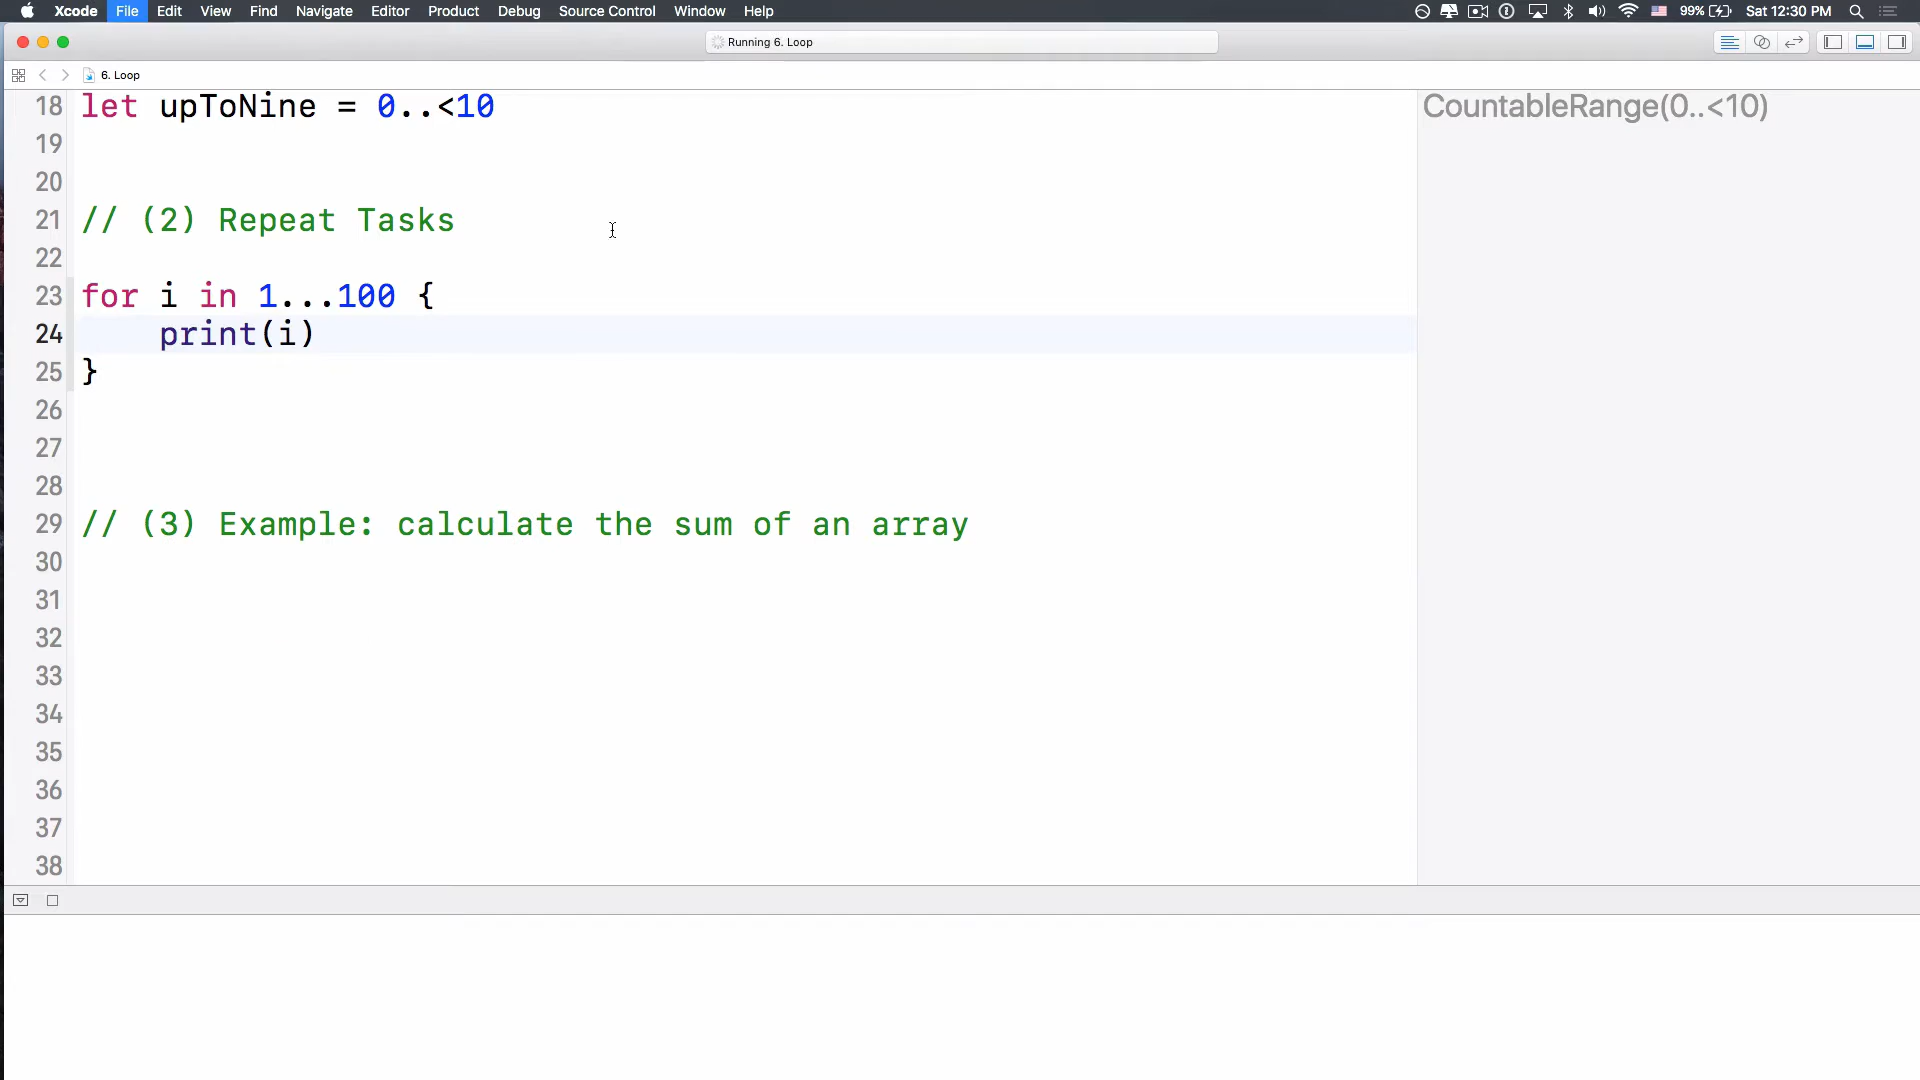 Xcode File Edit View Find Navigate Editor Product Debug Source Control Window Help 99% Sat 12:30 PM
Running 6. Loop
6. Loop
18 let upToNine = 0..<10 CountableRange(0..<10)
19
20
21 // (2) Repeat Tasks
22
23 for i in 1...100 {
24 print(i)
25 }
26
27
28
29 // (3) Example: calculate the sum of an array
30
31
32
33
34
35
36
37
38